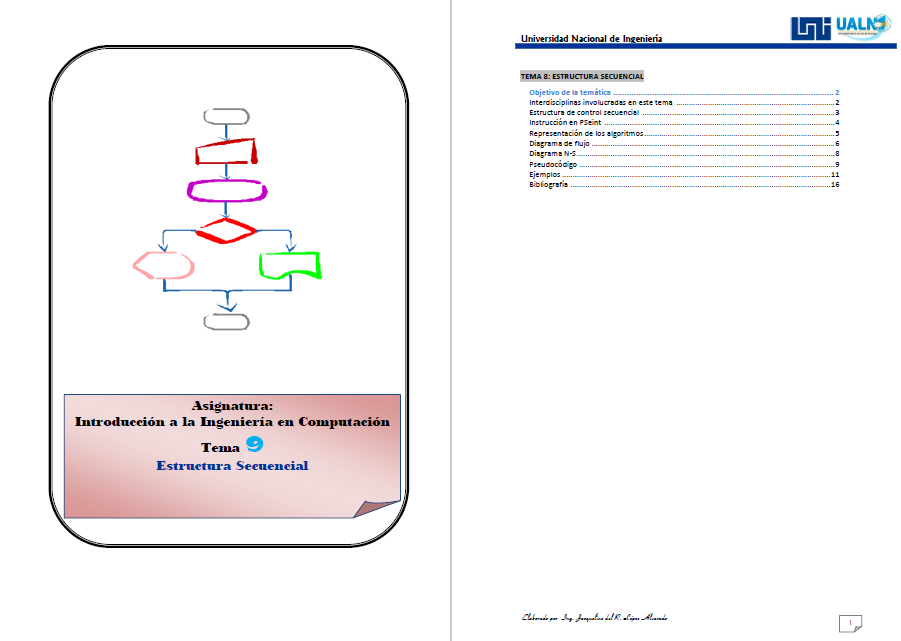 Asignatura:
Introducción a la Ingeniería en Computación
Tema 9
Estructura Secuencial
Universidad Nacional de Ingeniería
UALN
TEMA 8: ESTRUCTURA SECUENCIAL
Objetivo de la temática ........ 2
Interdisciplinas involucradas en este tema ........ 2
Estructura de control secuencial ........ 3
Instrucción en PSeint ........ 4
Representación de los algoritmos ........ 5
Diagrama de flujo ........ 6
Diagrama N-S ........ 8
Pseudocódigo ........ 9
Ejemplos ........ 11
Bibliografía ........ 16
Elaborado por Ing. Jacqueline del R. López Alvarado
1